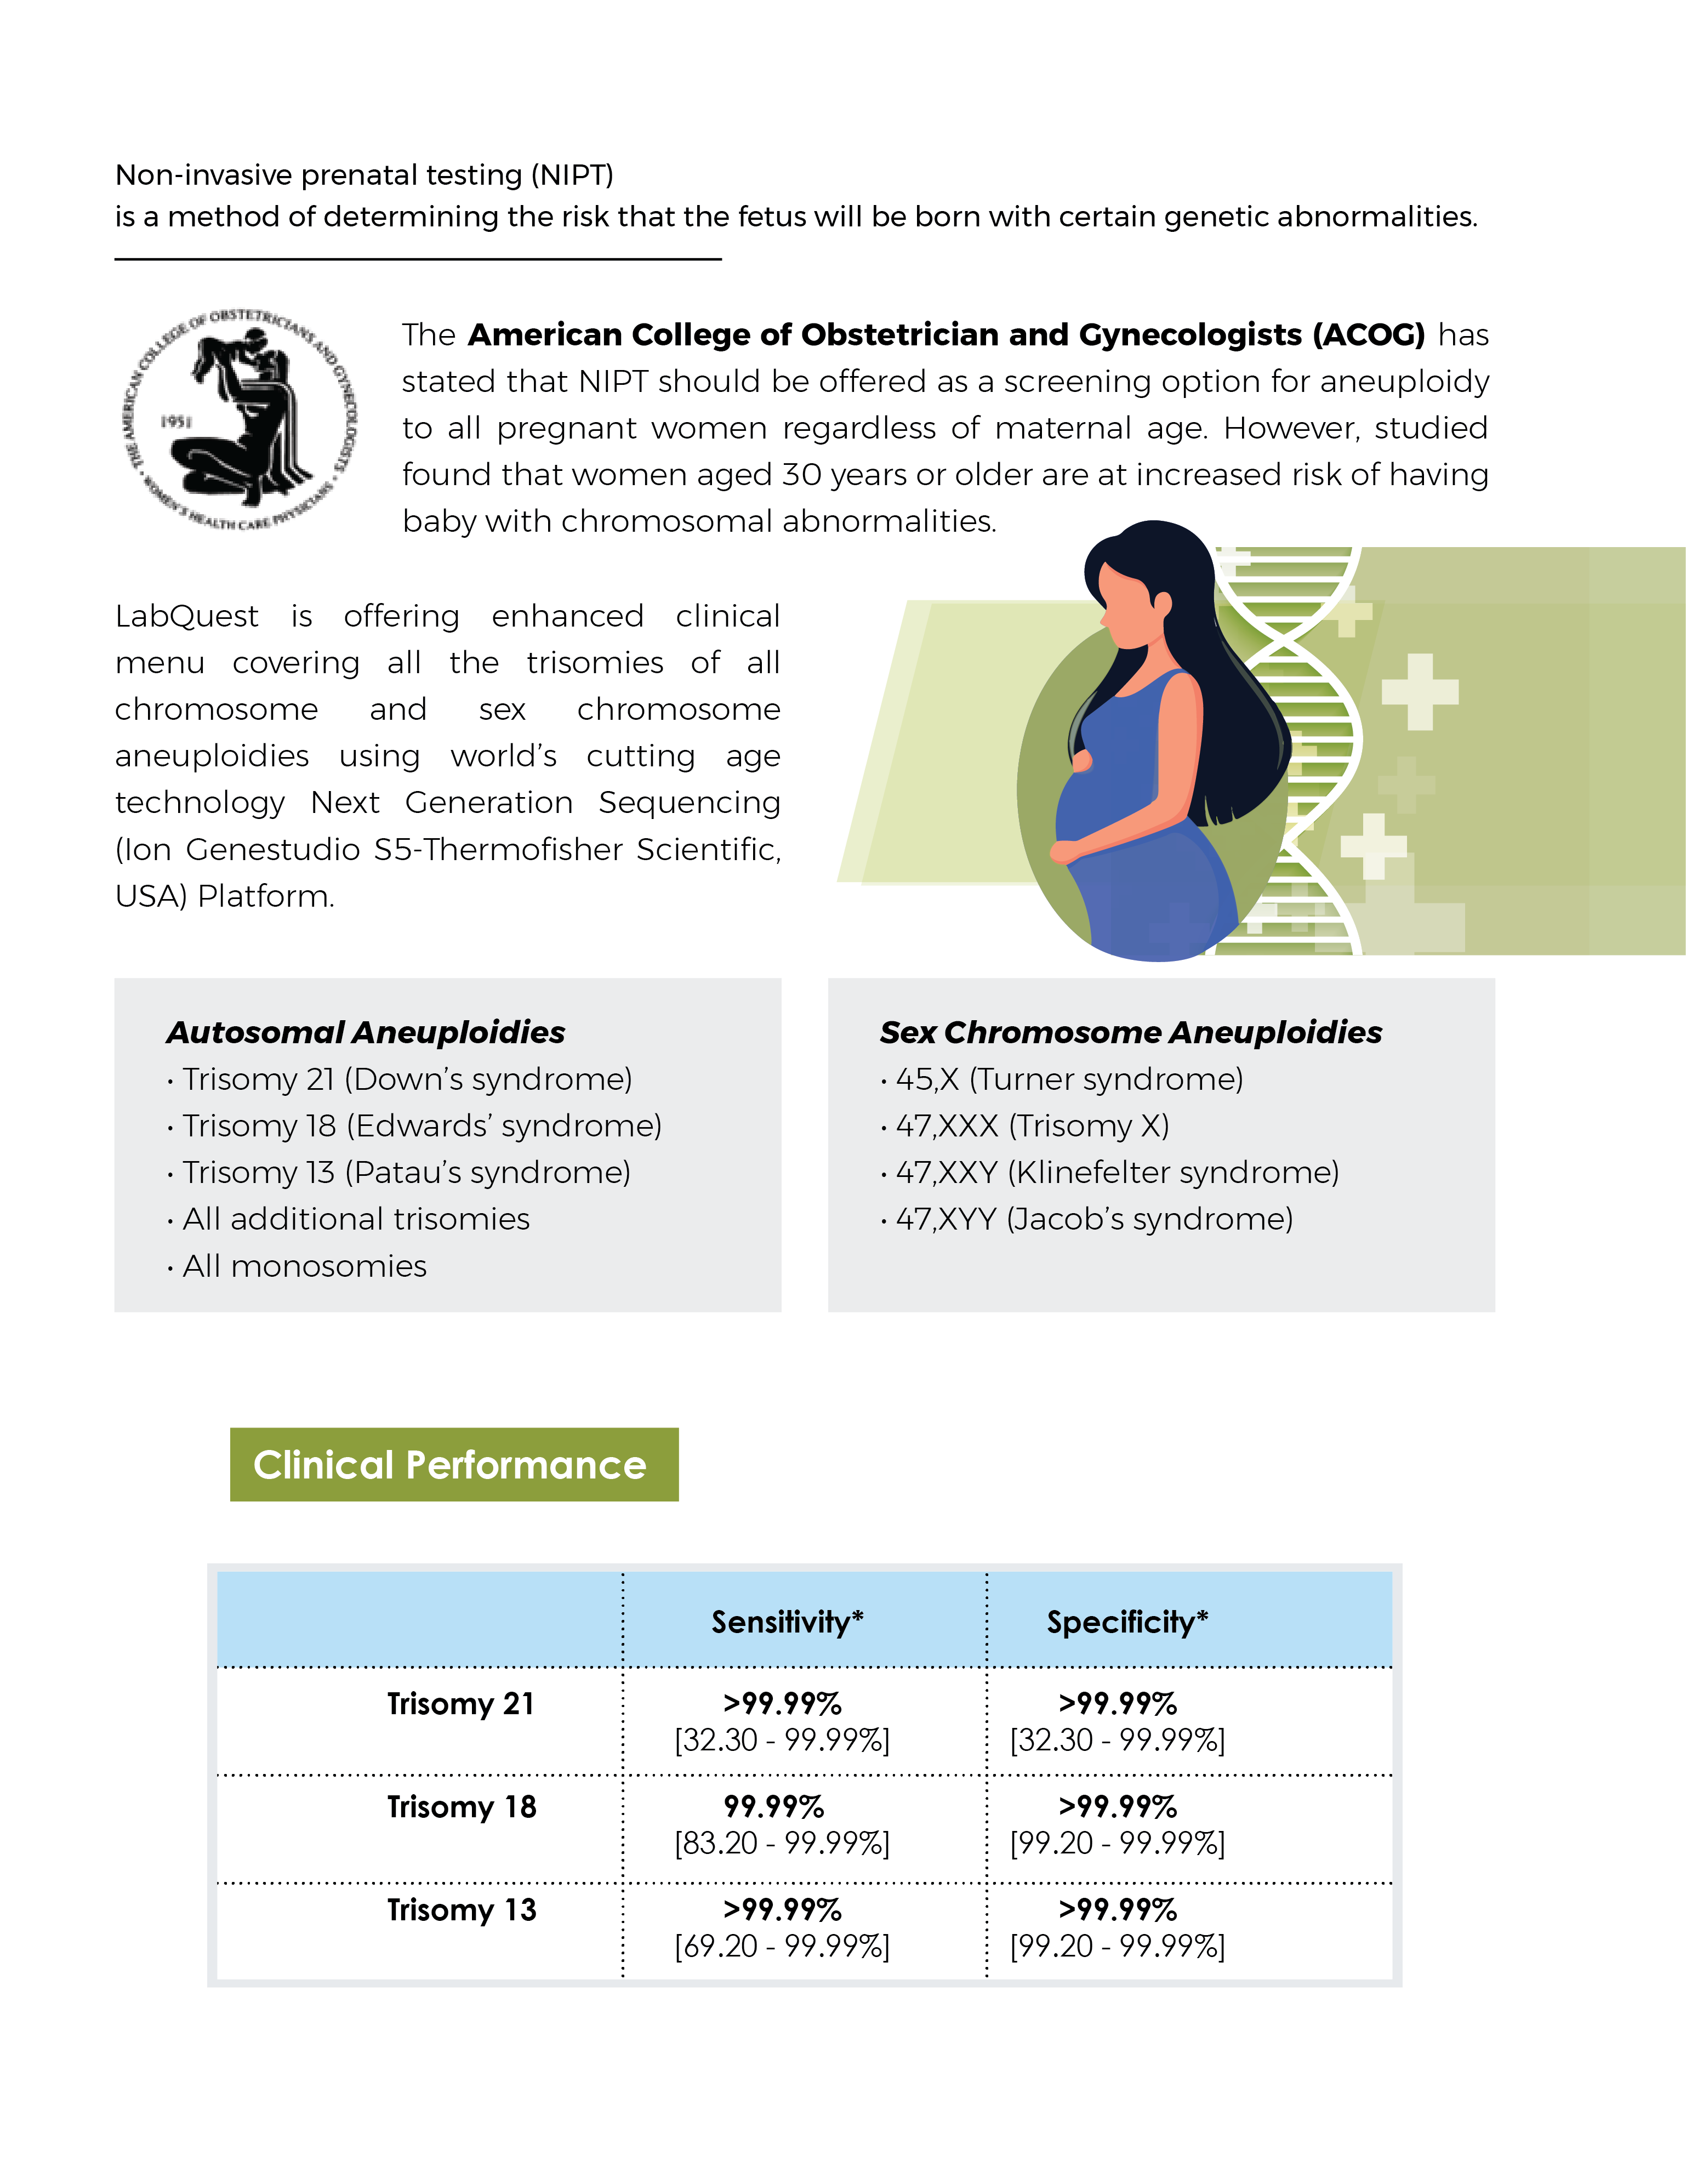 Non-invasive prenatal testing (NIPT)
is a method of determining the risk that the fetus will be born with certain genetic abnormalities.
THE AMERICAN COLLEGE OF OBSTETRICIANS AND GYNECOLOGISTS • WOMEN'S HEALTH CARE PHYSICIANS •
1951
The American College of Obstetrician and Gynecologists (ACOG) has
stated that NIPT should be offered as a screening option for aneuploidy
to all pregnant women regardless of maternal age. However, studied
found that women aged 30 years or older are at increased risk of having
baby with chromosomal abnormalities.
LabQuest is offering enhanced clinical
menu covering all the trisomies of all
chromosome and sex chromosome
aneuploidies using world's cutting age
technology Next Generation Sequencing
(Ion Genestudio S5-Thermofisher Scientific,
USA) Platform.
Autosomal Aneuploidies
• Trisomy 21 (Down's syndrome)
• Trisomy 18 (Edwards' syndrome)
• Trisomy 13 (Patau's syndrome)
• All additional trisomies
• All monosomies
Sex Chromosome Aneuploidies
• 45,X (Turner syndrome)
• 47,XXX (Trisomy X)
• 47,XXY (Klinefelter syndrome)
• 47,XYY (Jacob's syndrome)
Clinical Performance
Sensitivity* Specificity*
Trisomy 21 >99.99% >99.99%
[32.30 - 99.99%] [32.30 - 99.99%]
Trisomy 18 99.99% >99.99%
[83.20 - 99.99%] [99.20 - 99.99%]
Trisomy 13 >99.99% >99.99%
[69.20 - 99.99%] [99.20 - 99.99%]